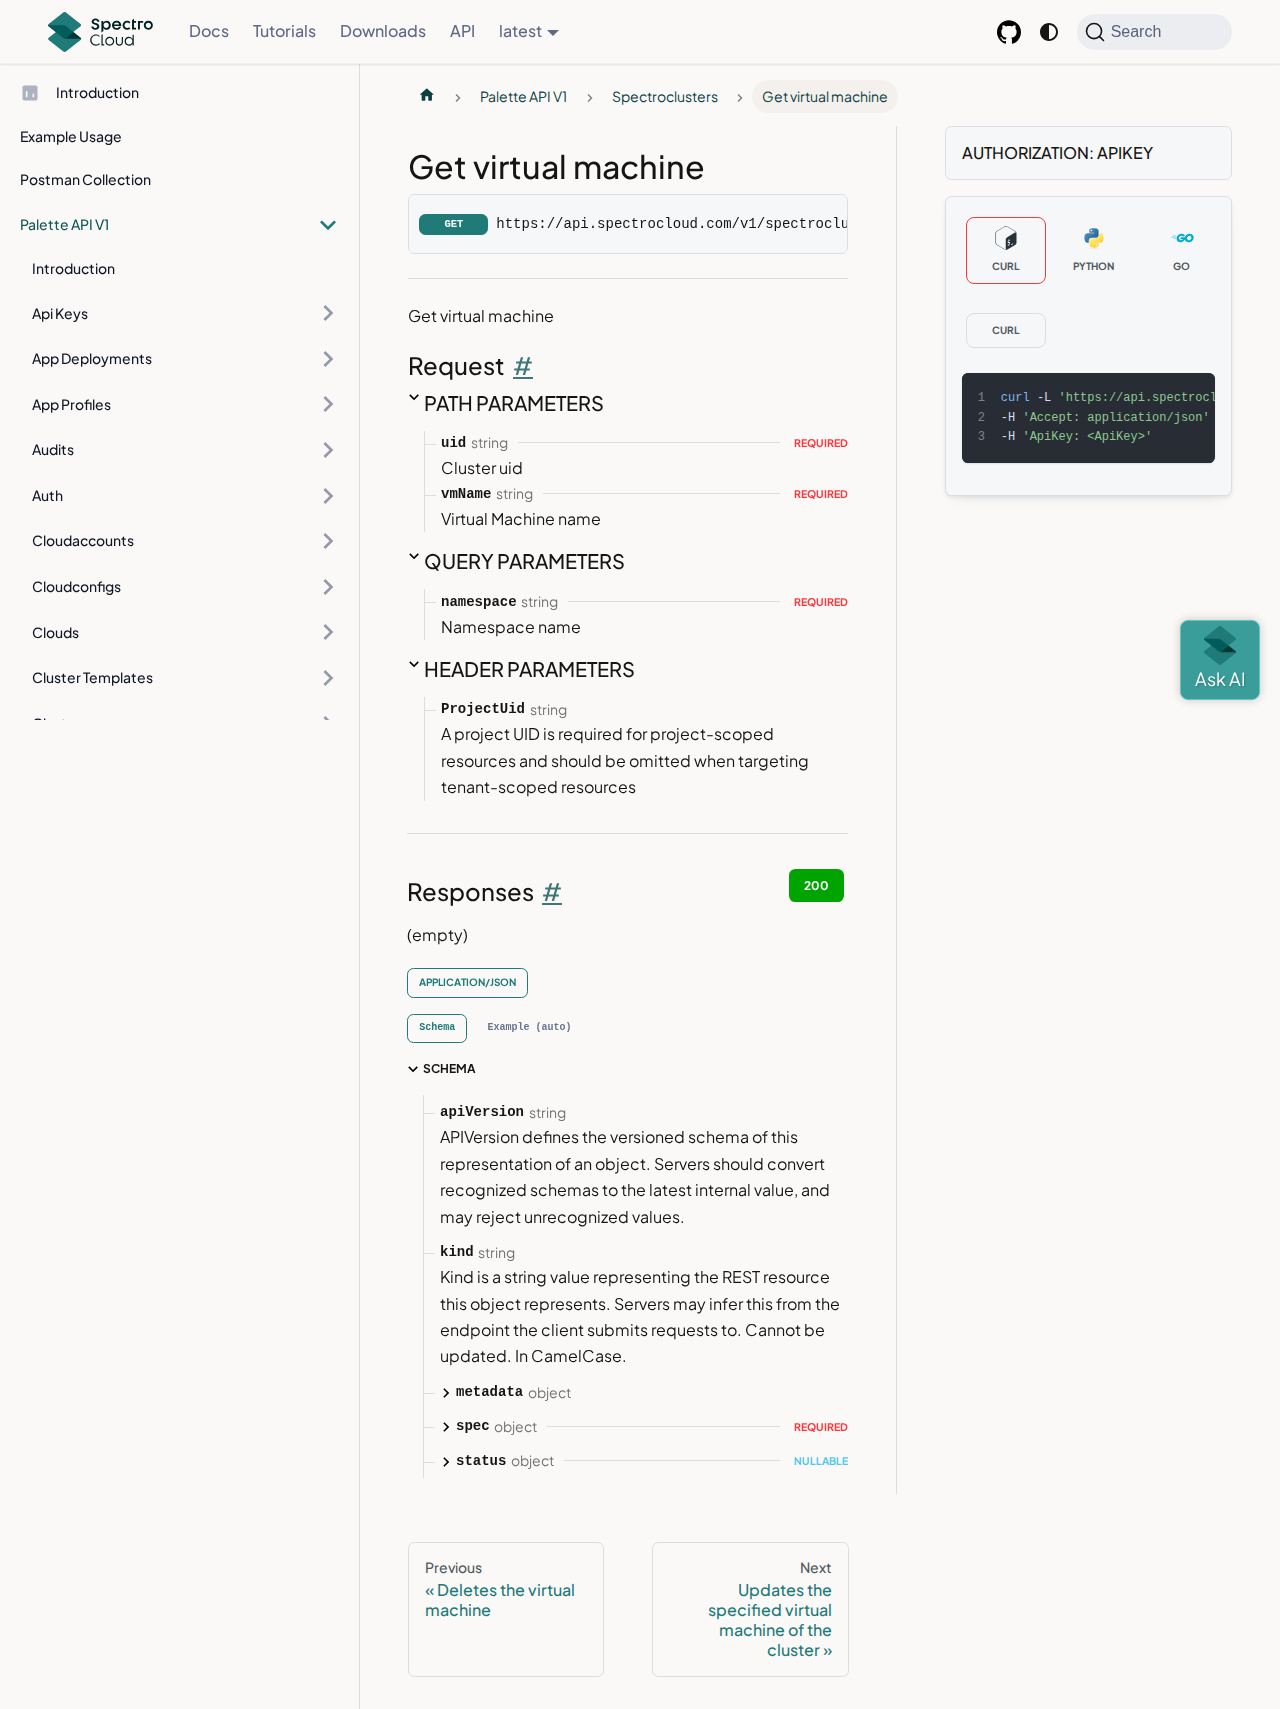 Spectro Cloud
Docs Tutorials Downloads API latest
Search
Introduction
Example Usage
Postman Collection
Palette API V1
Introduction
Api Keys
App Deployments
App Profiles
Audits
Auth
Cloudaccounts
Cloudconfigs
Clouds
Cluster Templates
Palette API V1 Spectroclusters Get virtual machine
Get virtual machine
GET https://api.spectrocloud.com/v1/spectroclu
Get virtual machine
Request #
PATH PARAMETERS
uid string REQUIRED
Cluster uid
vmName string REQUIRED
Virtual Machine name
QUERY PARAMETERS
namespace string REQUIRED
Namespace name
HEADER PARAMETERS
ProjectUid string
A project UID is required for project-scoped
resources and should be omitted when targeting
tenant-scoped resources
Responses # 200
(empty)
APPLICATION/JSON
Schema Example (auto)
SCHEMA
apiVersion string
APIVersion defines the versioned schema of this
representation of an object. Servers should convert
recognized schemas to the latest internal value, and
may reject unrecognized values.
kind string
Kind is a string value representing the REST resource
this object represents. Servers may infer this from the
endpoint the client submits requests to. Cannot be
updated. In CamelCase.
metadata object
spec object REQUIRED
status object NULLABLE
Previous
« Deletes the virtual
machine
Next
Updates the
specified virtual
machine of the
cluster »
AUTHORIZATION: APIKEY
CURL PYTHON GO
CURL
1 curl -L 'https://api.spectrocl
2 -H 'Accept: application/json'
3 -H 'ApiKey: <ApiKey>'
Ask AI